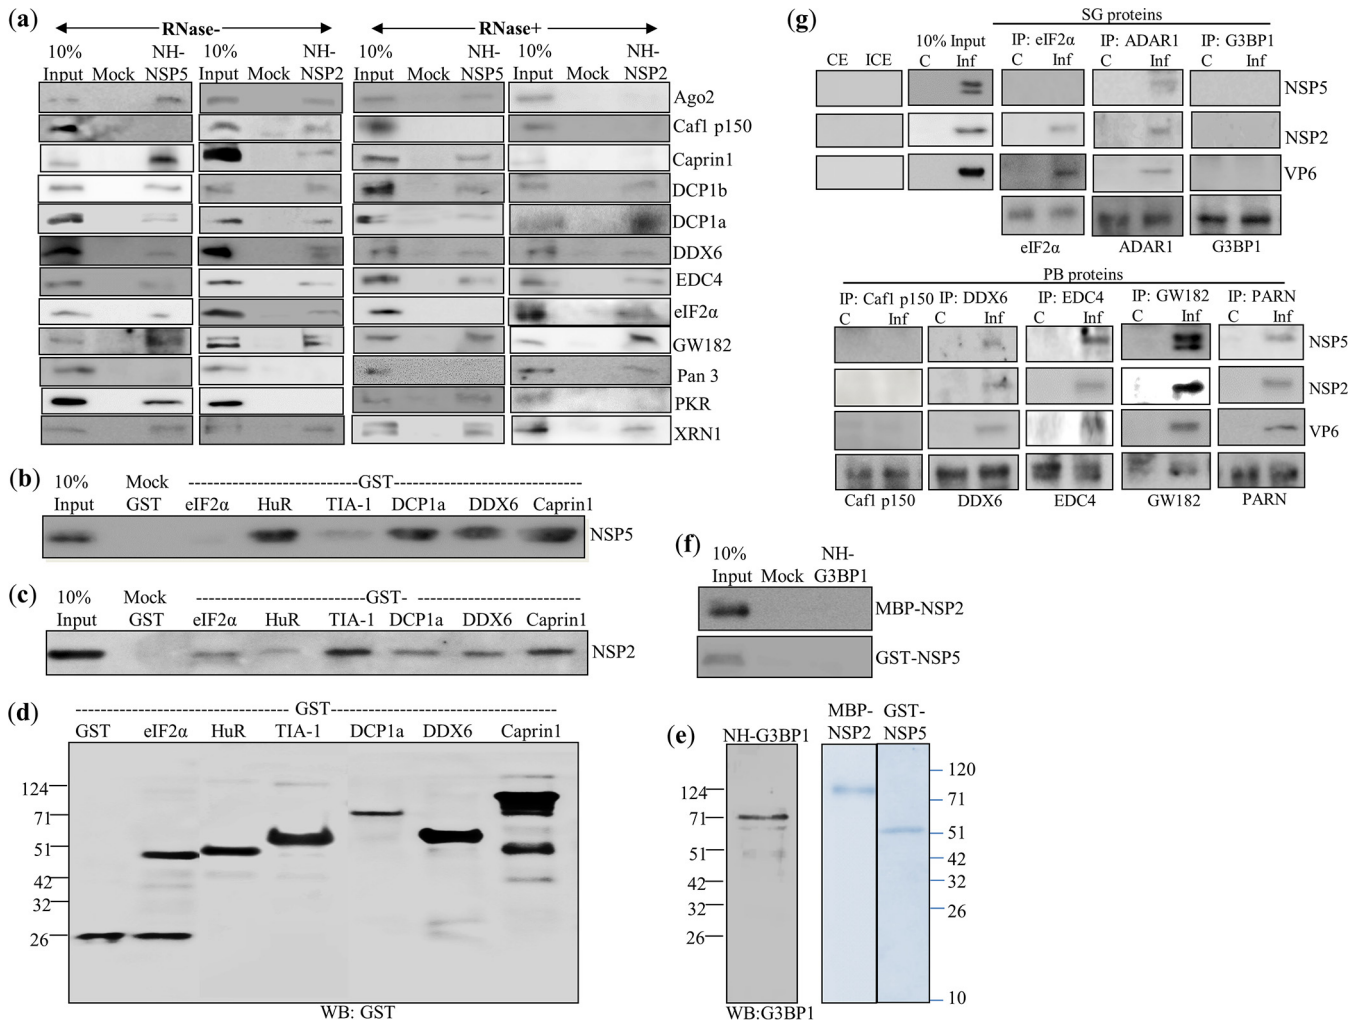 (a)
RNase- RNase+
10% Input Mock NH-NSP5 10% Input Mock NH-NSP2 10% Input Mock NH-NSP5 10% Input Mock NH-NSP2
Ago2
Caf1 p150
Caprin1
DCP1b
DCP1a
DDX6
EDC4
eIF2α
GW182
Pan 3
PKR
XRN1
(b)
10% Input Mock GST eIF2α HuR TIA-1 DCP1a DDX6 Caprin1
GST
NSP5
(c)
10% Input Mock GST eIF2α HuR TIA-1 DCP1a DDX6 Caprin1
GST-
NSP2
(d)
GST
GST eIF2α HuR TIA-1 DCP1a DDX6 Caprin1
124
71
51
42
32
26
WB: GST
(g)
SG proteins
10% Input IP: eIF2α IP: ADAR1 IP: G3BP1
CE ICE C Inf C Inf C Inf C Inf
NSP5
NSP2
VP6
eIF2α ADAR1 G3BP1
PB proteins
IP: Caf1 p150 IP: DDX6 IP: EDC4 IP: GW182 IP: PARN
C Inf C Inf C Inf C Inf C Inf
NSP5
NSP2
VP6
Caf1 p150 DDX6 EDC4 GW182 PARN
(f)
10% Input Mock NH-G3BP1
MBP-NSP2
GST-NSP5
(e)
NH-G3BP1 MBP-NSP2 GST-NSP5
124
71
51
42
32
26
120
71
51
42
32
26
10
WB:G3BP1